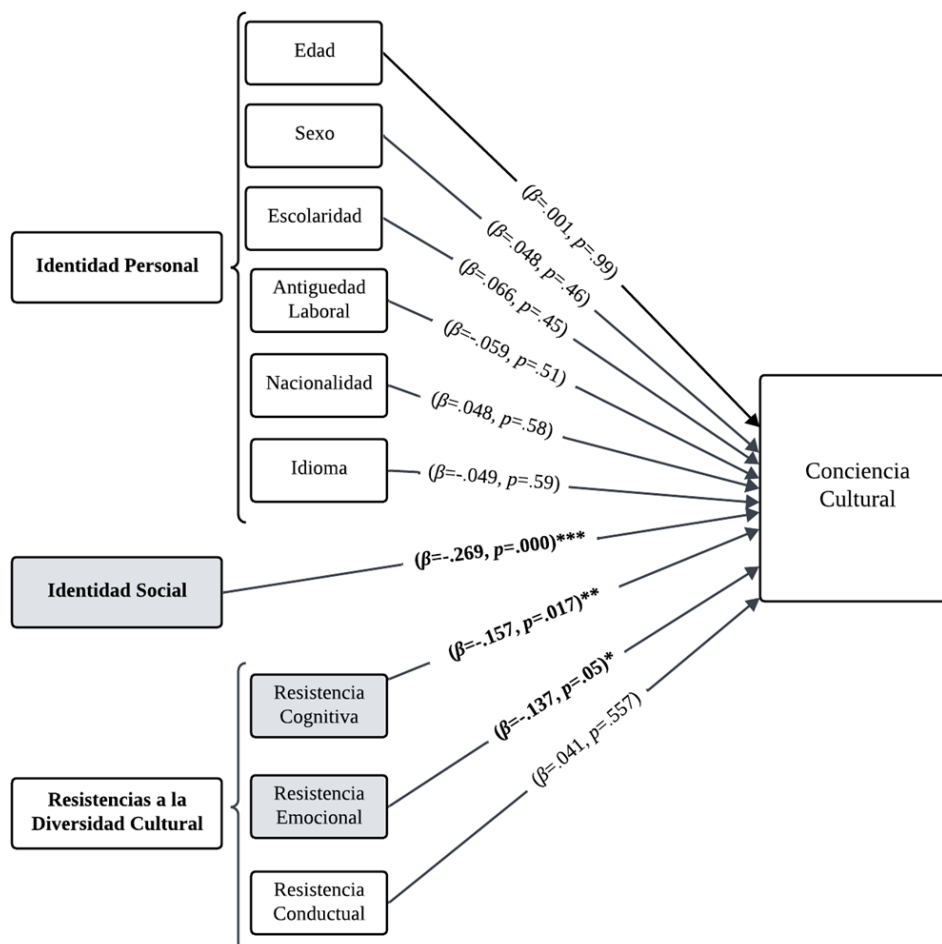 Edad
Sexo
Escolaridad
Identidad Personal
Antiguedad
Laboral
Nacionalidad
Idioma
(β=.001, p=.99)
(β=.048, p=.46)
(β=.066, p=.45)
(β=-.059, p=.51)
(β=.048, p=.58)
(β=-.049, p=.59)
Conciencia
Cultural
Identidad Social
(β=-.269, p=.000)***
(β=-.157, p=.017)**
(β=-.137, p=.05)*
(β=.041, p=.557)
Resistencias a la
Diversidad Cultural
Resistencia
Cognitiva
Resistencia
Emocional
Resistencia
Conductual